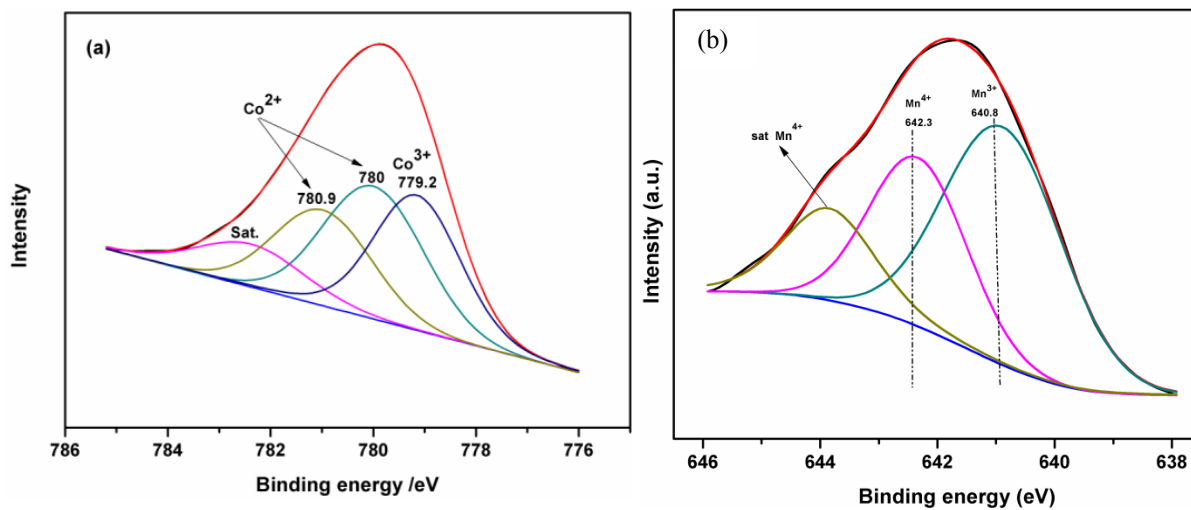 (a)
Co2+
780.9
780
Co3+
779.2
Sat.
Intensity
786
784
782
780
778
776
Binding energy /eV
(b)
Mn4+
642.3
Mn3+
640.8
sat Mn4+
Intensity (a.u.)
646
644
642
640
638
Binding energy (eV)